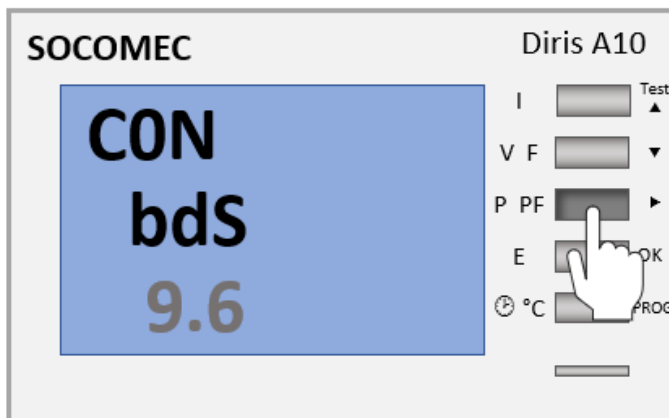 SOCOMEC
Diris A10
C0N
bdS
9.6
I
Test
▲
V F
▼
P PF
►
E
OK
°C
PROG